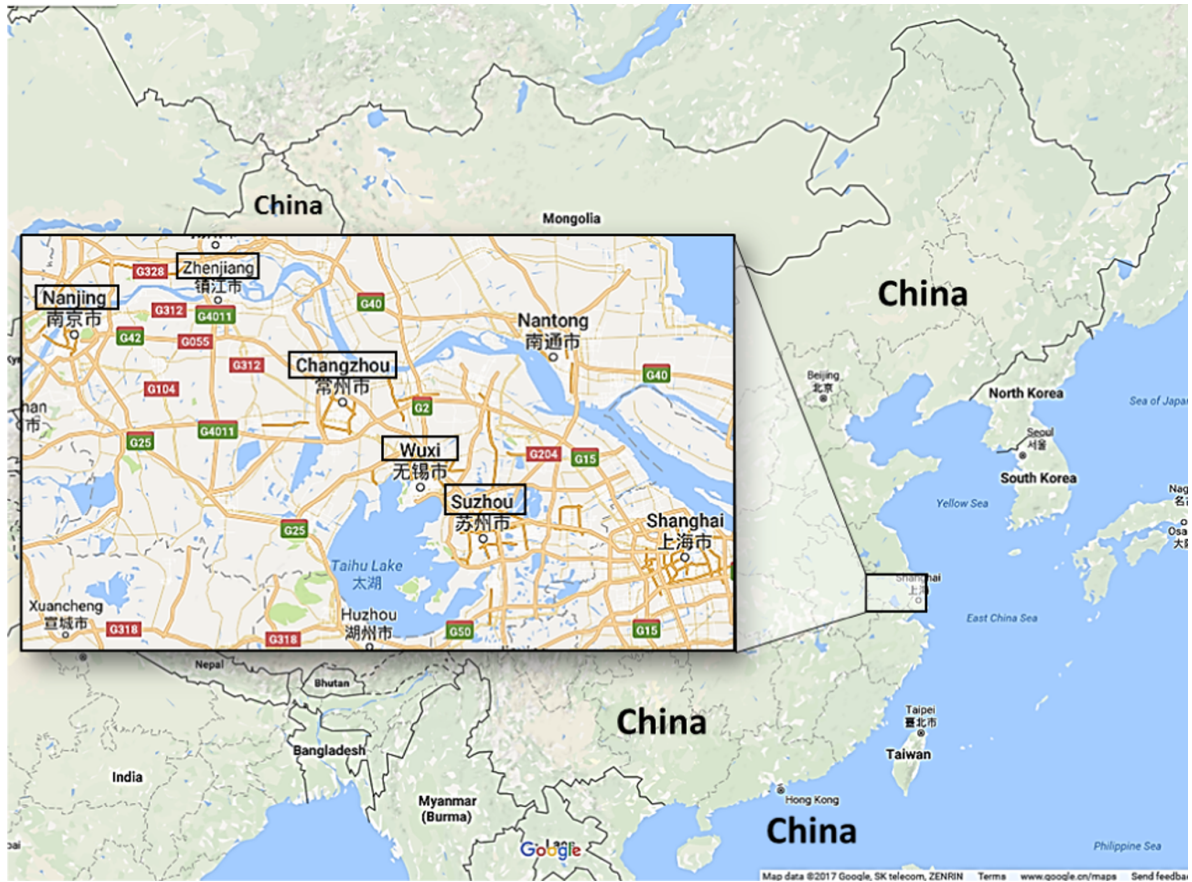 China
Mongolia
China
Zhenjiang
镇江市
G328
Nanjing
南京市
G312
G4011
G40
G42
G055
Nantong
南通市
G312
Changzhou
常州市
G40
G104
G2
G25
G4011
Wuxi
无锡市
G204
G15
Suzhou
苏州市
G25
Shanghai
上海市
Taihu Lake
太湖
Xuancheng
宣城市
G318
G318
Huzhou
湖州市
G50
G15
Beijing
北京
North Korea
Sea of Japan
Seoul
서울
South Korea
Yellow Sea
Shanghai
上海
East China Sea
Nepal
Bhutan
Bangladesh
India
Myanmar
(Burma)
China
Taipei
臺北市
Taiwan
Hong Kong
China
Google
Philippine Sea
Map data ©2017 Google, SK telecom, ZENRIN Terms www.google.cn/maps Send feedbac